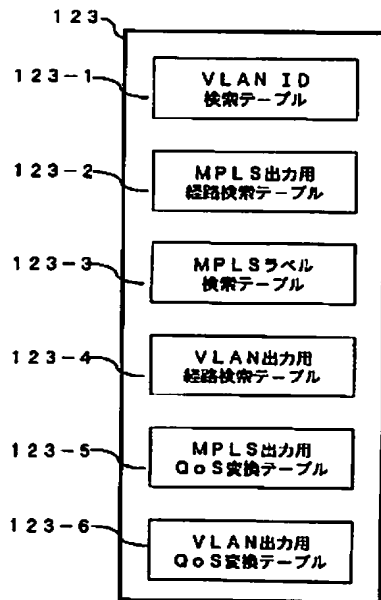 123
123-1
VLAN ID
検索テーブル
123-2
MPLS出力用
経路検索テーブル
123-3
MPLSラベル
検索テーブル
123-4
VLAN出力用
経路検索テーブル
123-5
MPLS出力用
QoS変換テーブル
123-6
VLAN出力用
QoS変換テーブル